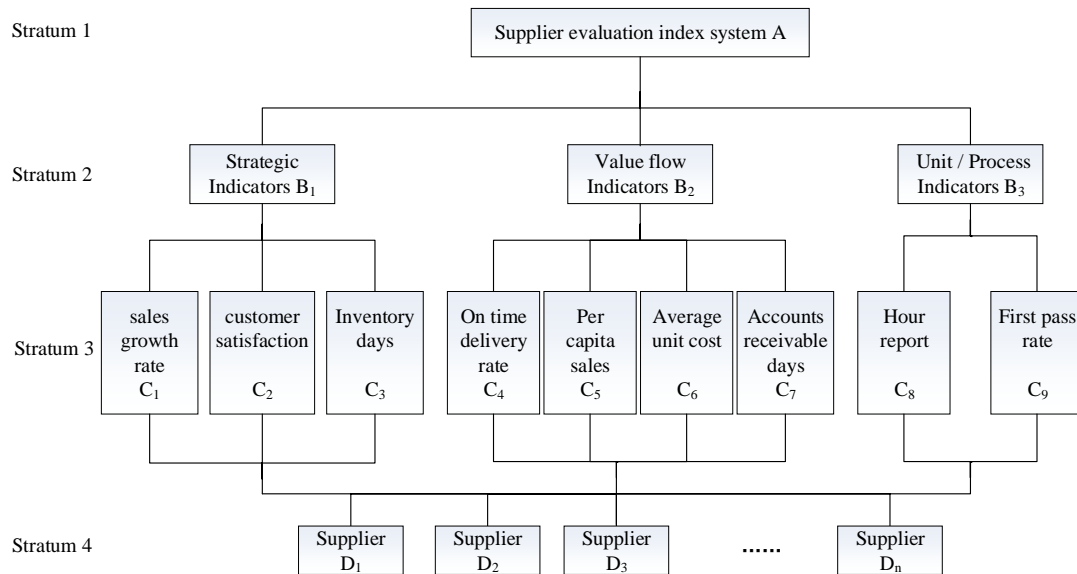 Stratum 1
Supplier evaluation index system A
Stratum 2
Strategic
Indicators B₁
Value flow
Indicators B₂
Unit / Process
Indicators B₃
Stratum 3
sales
growth
rate
C₁
customer
satisfaction
C₂
Inventory
days
C₃
On time
delivery
rate
C₄
Per
capita
sales
C₅
Average
unit cost
C₆
Accounts
receivable
days
C₇
Hour
report
C₈
First pass
rate
C₉
Stratum 4
Supplier
D₁
Supplier
D₂
Supplier
D₃
......
Supplier
Dₙ